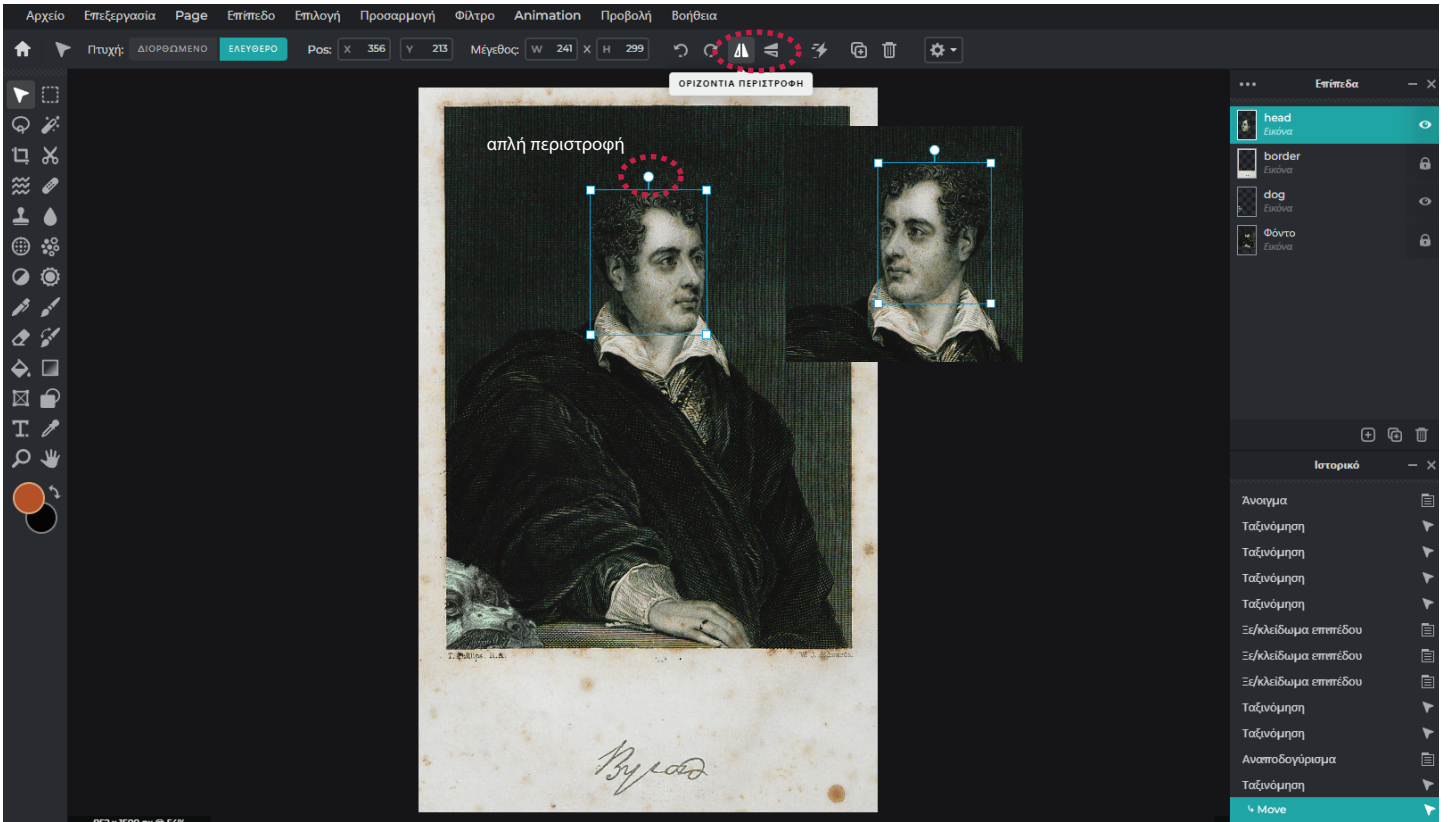 Αρχείο Επεξεργασία Page Επίπεδο Επιλογή Προσαρμογή Φίλτρο Animation Προβολή Βοήθεια
Πτυχή: ΔΙΟΡΘΩΜΕΝΟ ΕΛΕΥΘΕΡΟ Pos: X 356 Y 213 Μέγεθος: W 241 X H 299
ΟΡΙΖΟΝΤΙΑ ΠΕΡΙΣΤΡΟΦΗ
απλή περιστροφή
Επίπεδα
head
Εικόνα
border
Εικόνα
dog
Εικόνα
Φόντο
Εικόνα
Ιστορικό
Άνοιγμα
Ταξινόμηση
Ταξινόμηση
Ταξινόμηση
Ταξινόμηση
Ξε/κλείδωμα επιπέδου
Ξε/κλείδωμα επιπέδου
Ξε/κλείδωμα επιπέδου
Ταξινόμηση
Ταξινόμηση
Αναποδογύρισμα
Ταξινόμηση
Move
T. Phillips. R.A.
Byron